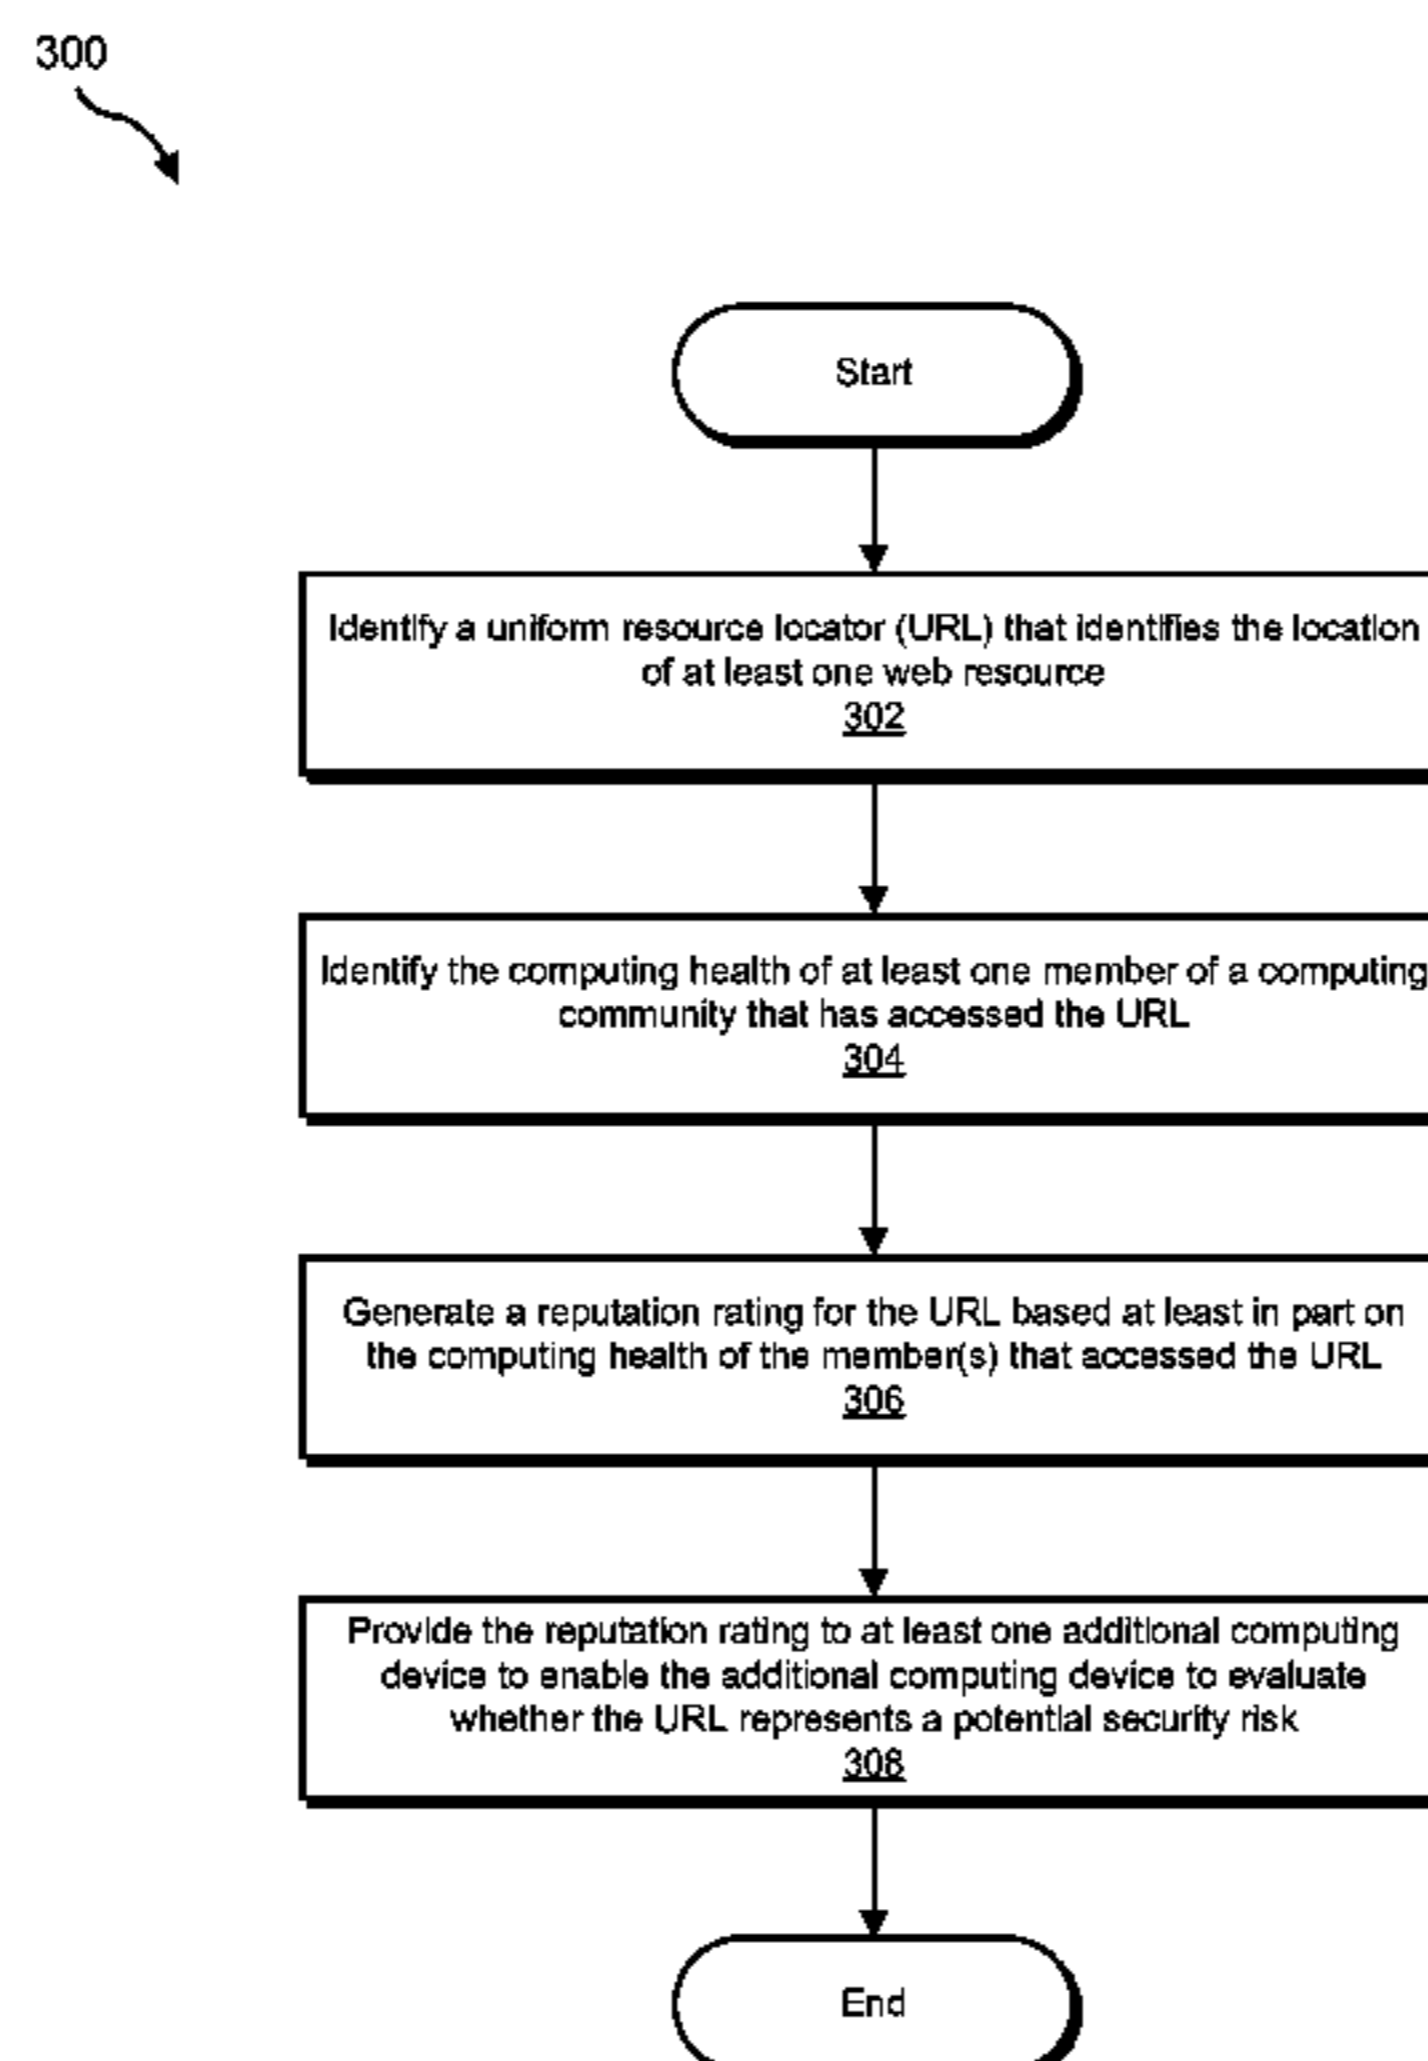 300
Start
Identify a uniform resource locator (URL) that identifies the location
of at least one web resource
302
Identify the computing health of at least one member of a computing
community that has accessed the URL
304
Generate a reputation rating for the URL based at least in part on
the computing health of the member(s) that accessed the URL
306
Provide the reputation rating to at least one additional computing
device to enable the additional computing device to evaluate
whether the URL represents a potential security risk
308
End